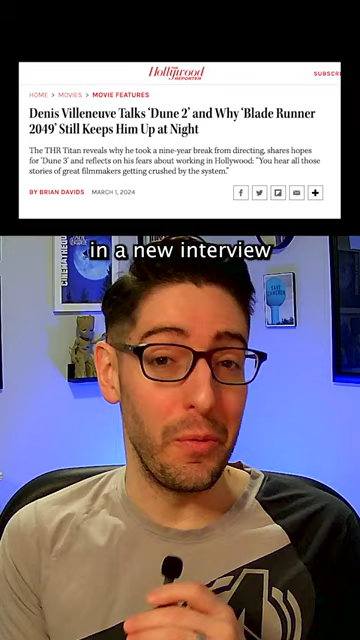 The
Hollywood
REPORTER
SUBSCRI
HOME > MOVIES > MOVIE FEATURES
Denis Villeneuve Talks 'Dune 2' and Why 'Blade Runner
2049' Still Keeps Him Up at Night
The THR Titan reveals why he took a nine-year break from directing, shares hopes
for 'Dune 3' and reflects on his fears about working in Hollywood: "You hear all those
stories of great filmmakers getting crushed by the system."
BY BRIAN DAVIDS MARCH 1, 2024
in a new interview
CINEMATHEQUE